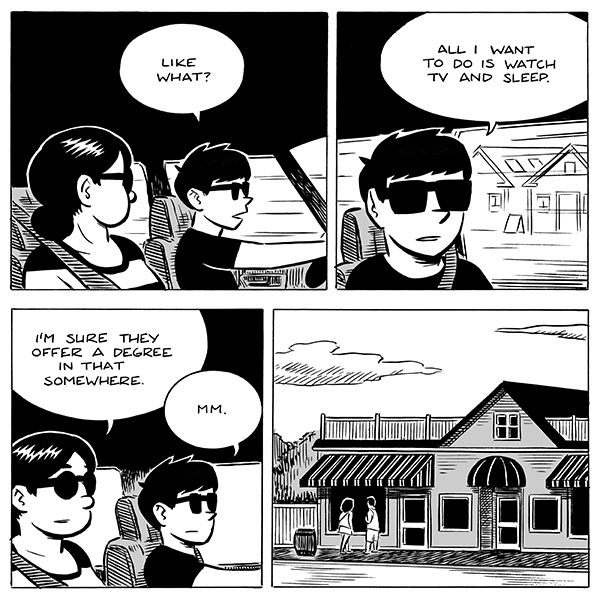 LIKE
WHAT?
ALL I WANT
TO DO IS WATCH
TV AND SLEEP.
I'M SURE THEY
OFFER A DEGREE
IN THAT
SOMEWHERE.
MM.